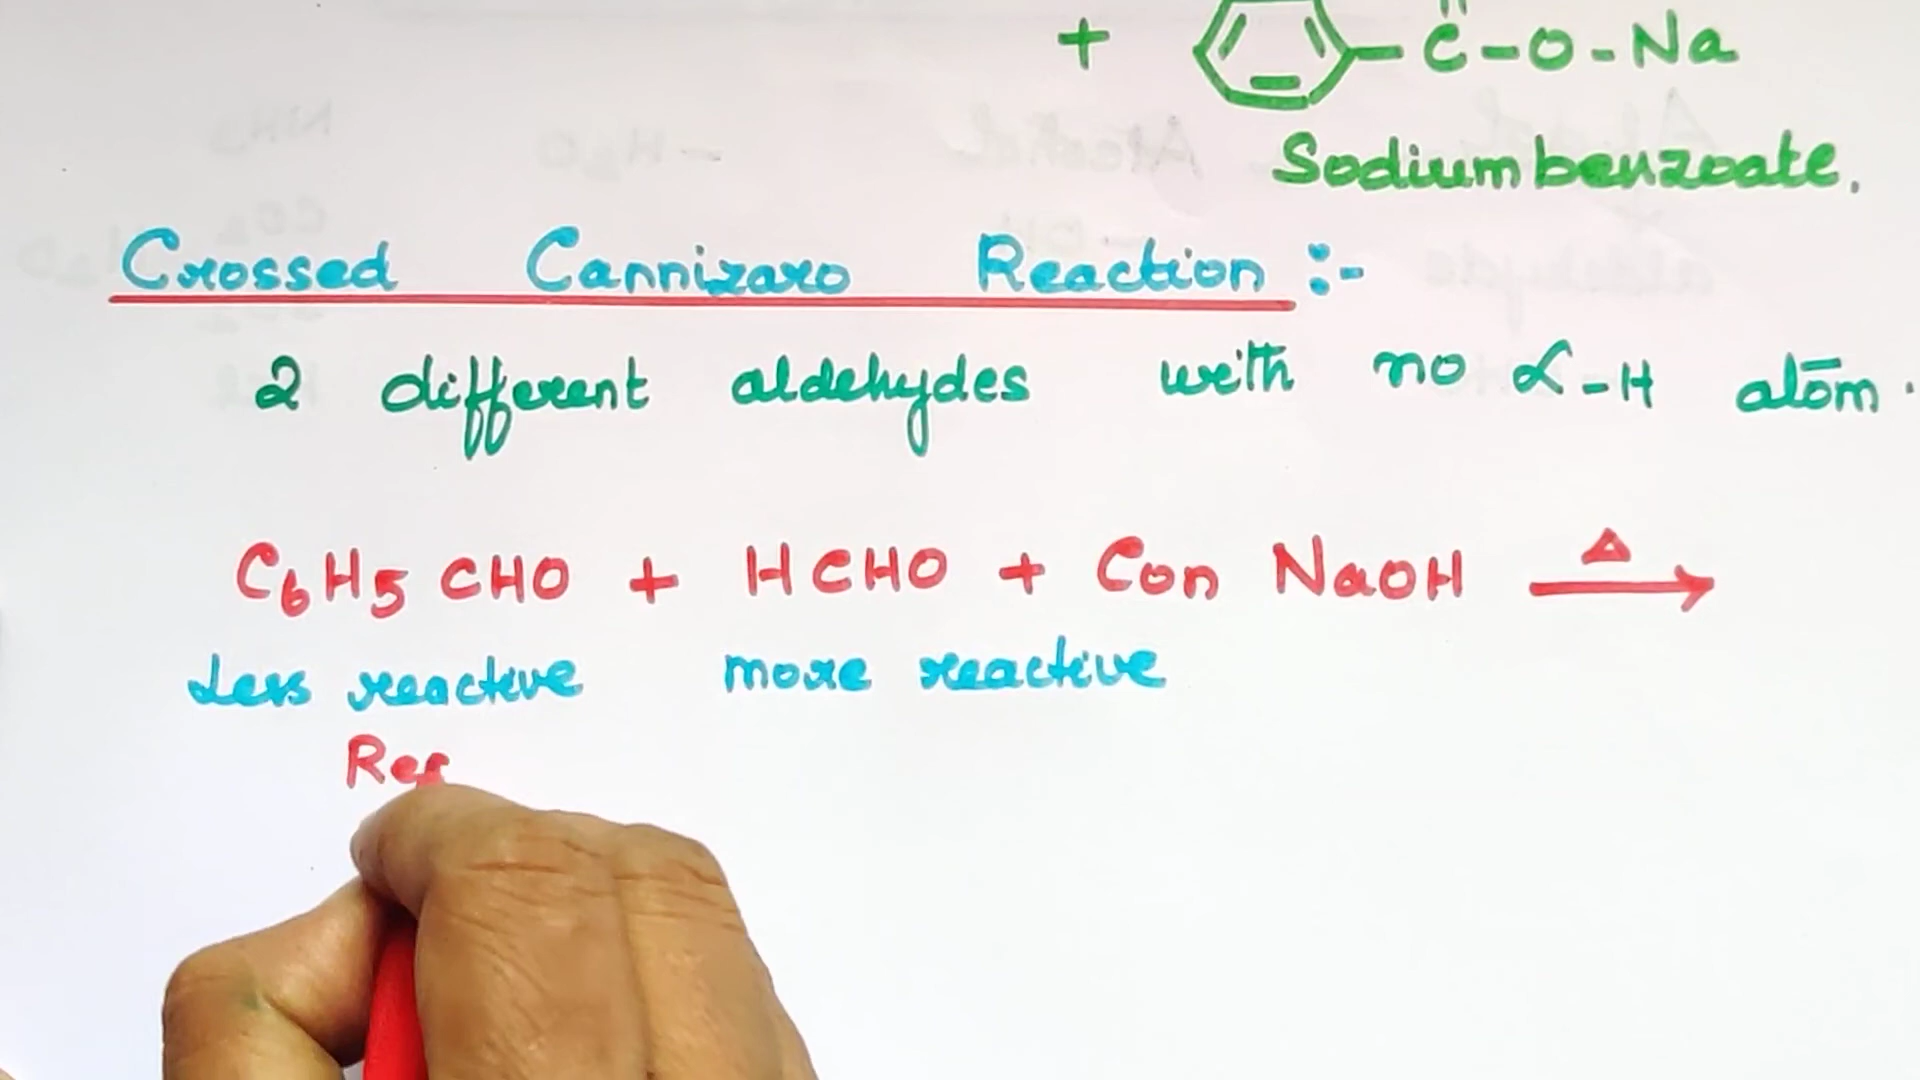 + C-O-Na
Sodium benzoate.
Crossed Cannizaro Reaction :-
2 different aldehydes with no α-H atom.
C6H5 CHO + HCHO + Con NaOH Δ →
Less reactive more reactive